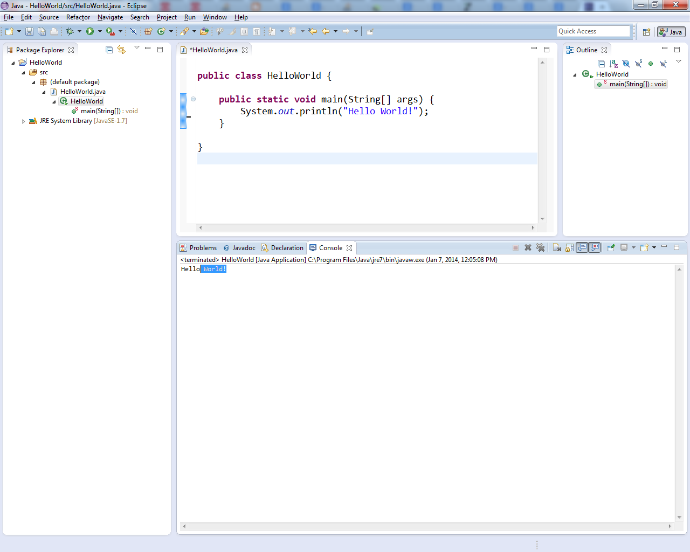 Java - HelloWorld/src/HelloWorld.java - Eclipse
File Edit Source Refactor Navigate Search Project Run Window Help
Quick Access
Java
Package Explorer
HelloWorld
src
(default package)
HelloWorld.java
HelloWorld
main(String[]) : void
JRE System Library [JavaSE-1.7]
*HelloWorld.java
public class HelloWorld {
public static void main(String[] args) {
System.out.println("Hello World!");
}
}
Outline
HelloWorld
main(String[]) : void
Problems Javadoc Declaration Console
<terminated> HelloWorld [Java Application] C:\Program Files\Java\jre7\bin\javaw.exe (Jan 7, 2014, 12:05:08 PM)
Hello World!